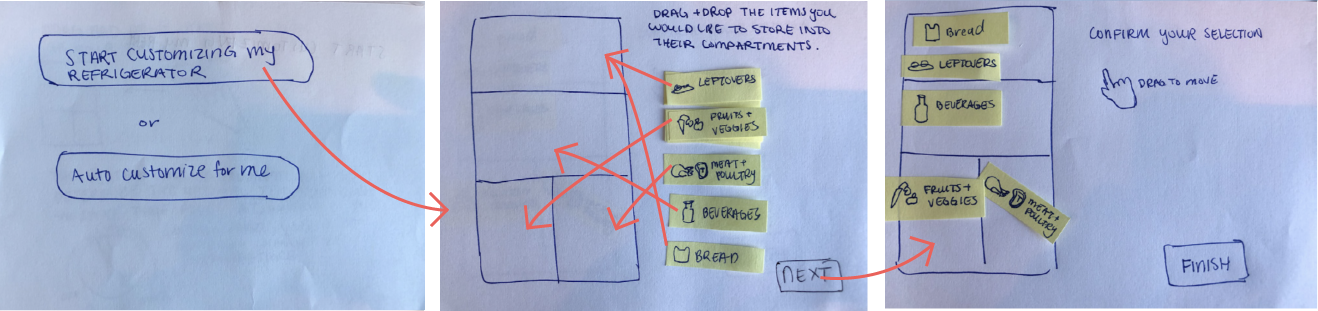 START CUSTOMIZING MY
REFRIGERATOR
or
Auto customize for me
DRAG + DROP THE ITEMS YOU
WOULD LIKE TO STORE INTO
THEIR COMPARTMENTS.
LEFTOVERS
FRUITS +
VEGGIES
MEAT +
POULTRY
BEVERAGES
BREAD
NEXT
Bread
LEFTOVERS
BEVERAGES
FRUITS +
VEGGIES
MEAT +
POULTRY
CONFIRM YOUR SELECTION
DRAG TO MOVE
FINISH